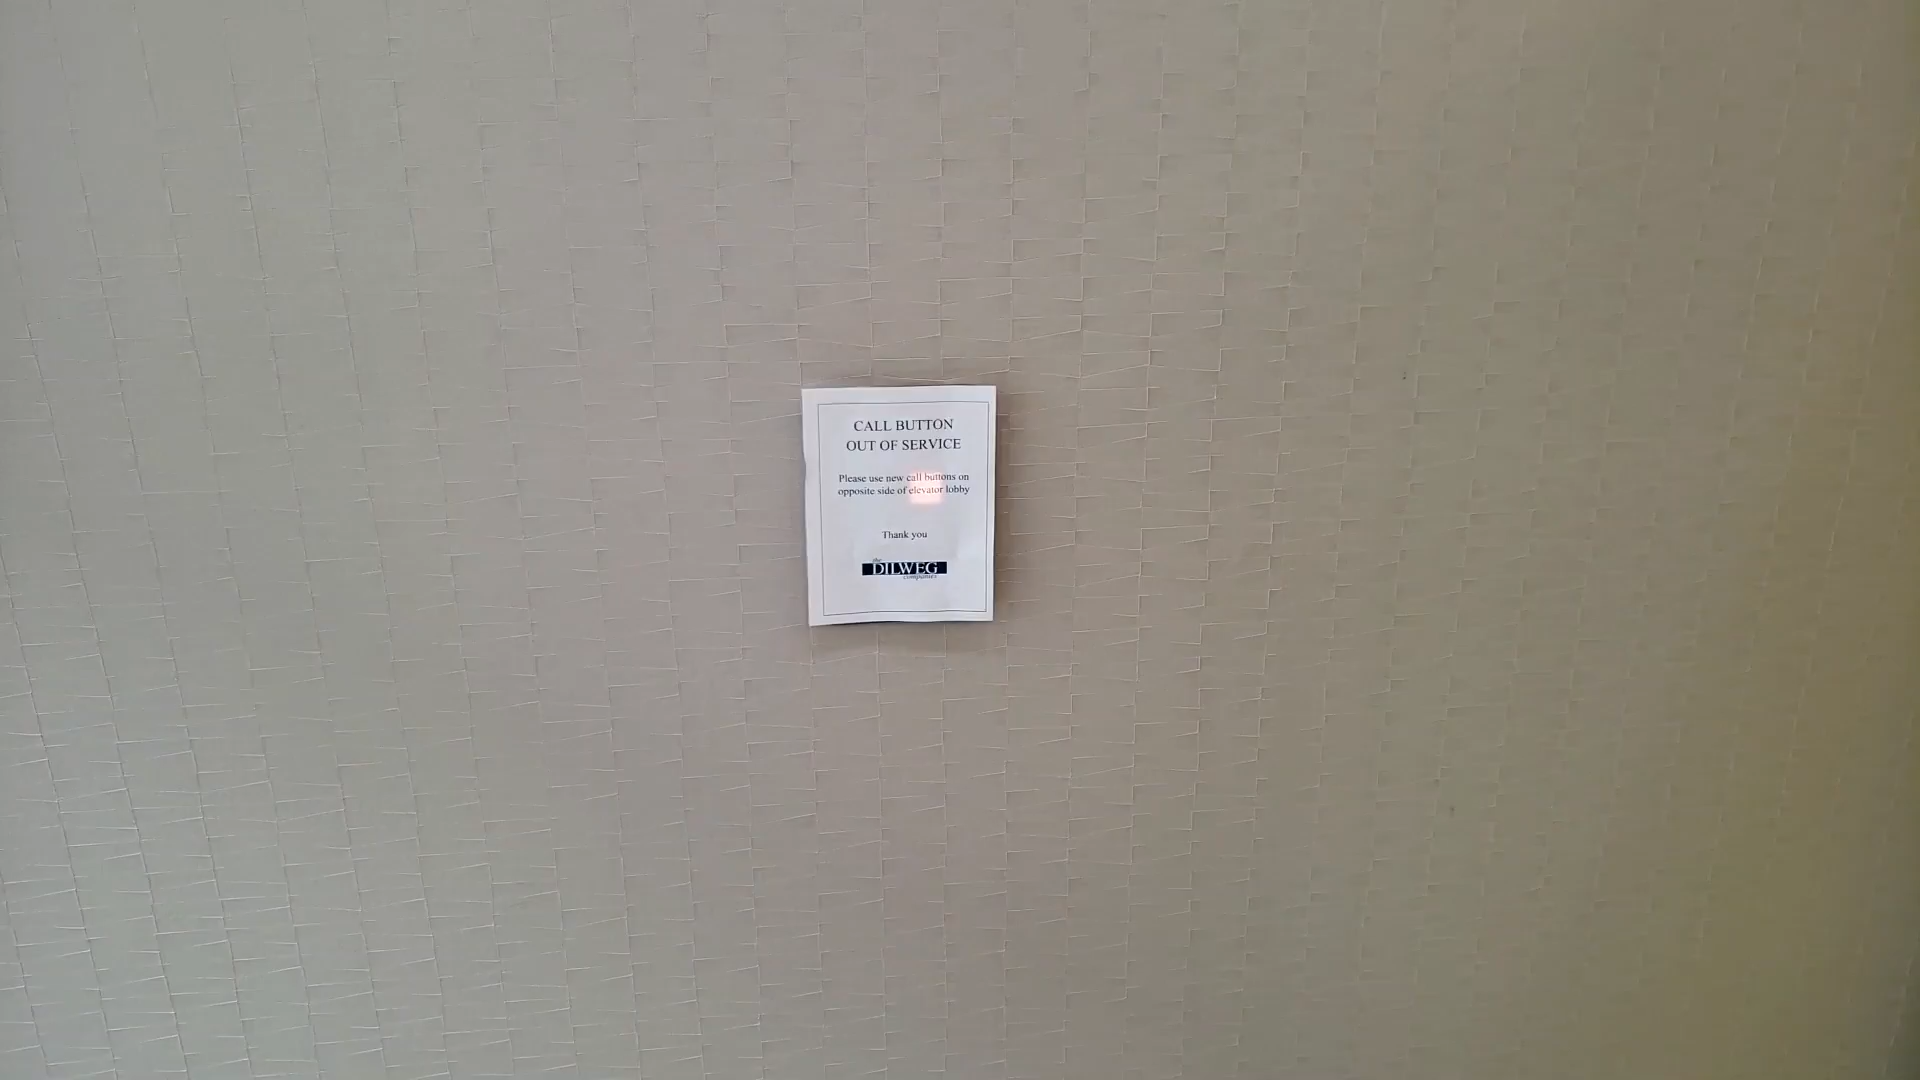 CALL BUTTON
OUT OF SERVICE
Please use new call buttons on
opposite side of elevator lobby
Thank you
the
DILWEG
companies